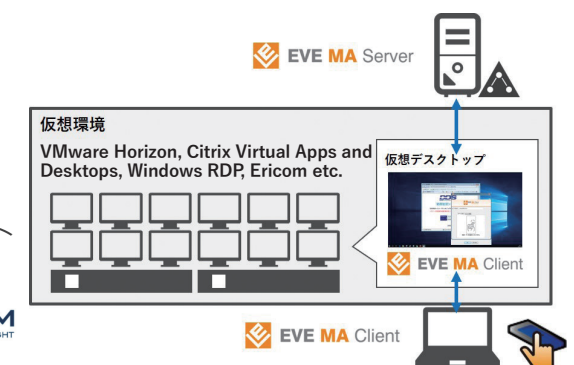 EVE MA Server
仮想環境
VMware Horizon, Citrix Virtual Apps and
Desktops, Windows RDP, Ericom etc.
仮想デスクトップ
EVE MA Client
EVE MA Client